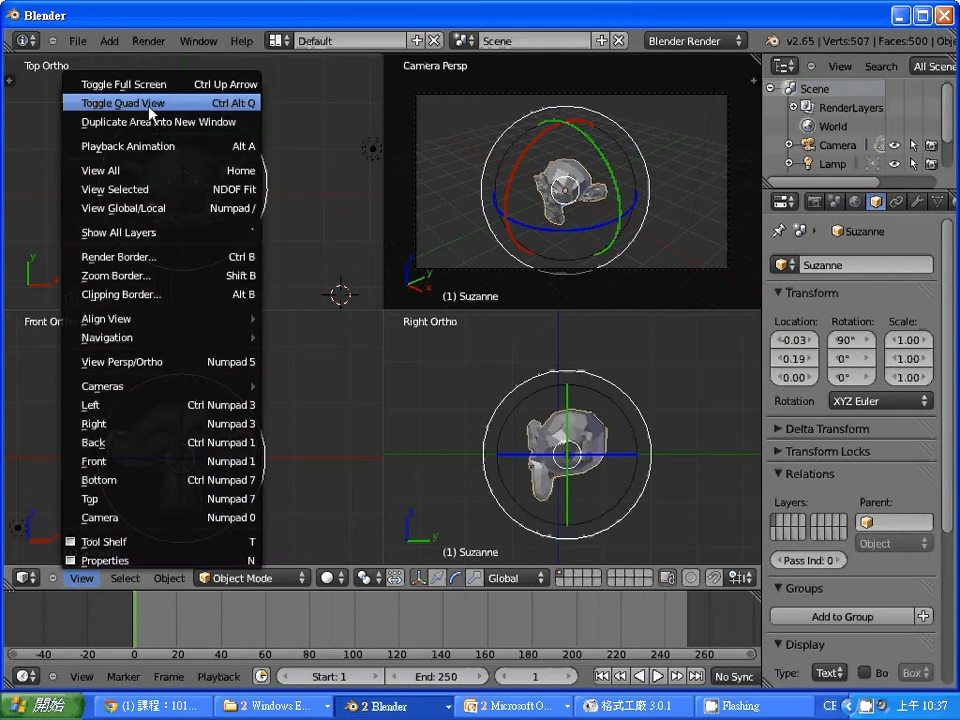 Blender
File Add Render Window Help Default Scene Blender Render v2.65 | Verts:507 | Faces:500 | Obje
Top Ortho
Toggle Full Screen Ctrl Up Arrow
Toggle Quad View Ctrl Alt Q
Duplicate Area into New Window
Playback Animation Alt A
View All Home
View Selected NDOF Fit
View Global/Local Numpad /
Show All Layers `
Render Border... Ctrl B
Zoom Border... Shift B
Clipping Border... Alt B
Align View
Navigation
View Persp/Ortho Numpad 5
Cameras
Left Ctrl Numpad 3
Right Numpad 3
Back Ctrl Numpad 1
Front Numpad 1
Bottom Ctrl Numpad 7
Top Numpad 7
Camera Numpad 0
Tool Shelf T
Properties N
y
Front Or
z
Camera Persp
y
x
(1) Suzanne
Right Ortho
z
y
(1) Suzanne
View Search All Scene
Scene
RenderLayers
World
Camera
Lamp
Suzanne
Suzanne
Transform
Location: Rotation: Scale:
-0.03 90° 1.00
0.19 0° 1.00
0.00 0° 1.00
Rotation XYZ Euler
Delta Transform
Transform Locks
Relations
Layers: Parent:
Object
Pass Ind: 0
Groups
Add to Group
Display
Type: Text Bo Box
View Select Object Object Mode Global
-40 -20 0 20 40 60 80 100 120 140 160 180 200 220 240 260
View Marker Frame Playback Start: 1 End: 250 1 No Sync
開始 (1) 課程：101... 2 Windows E... 2 Blender 2 Microsoft O... 格式工廠 3.0.1 Flashing CH 上午 10:37